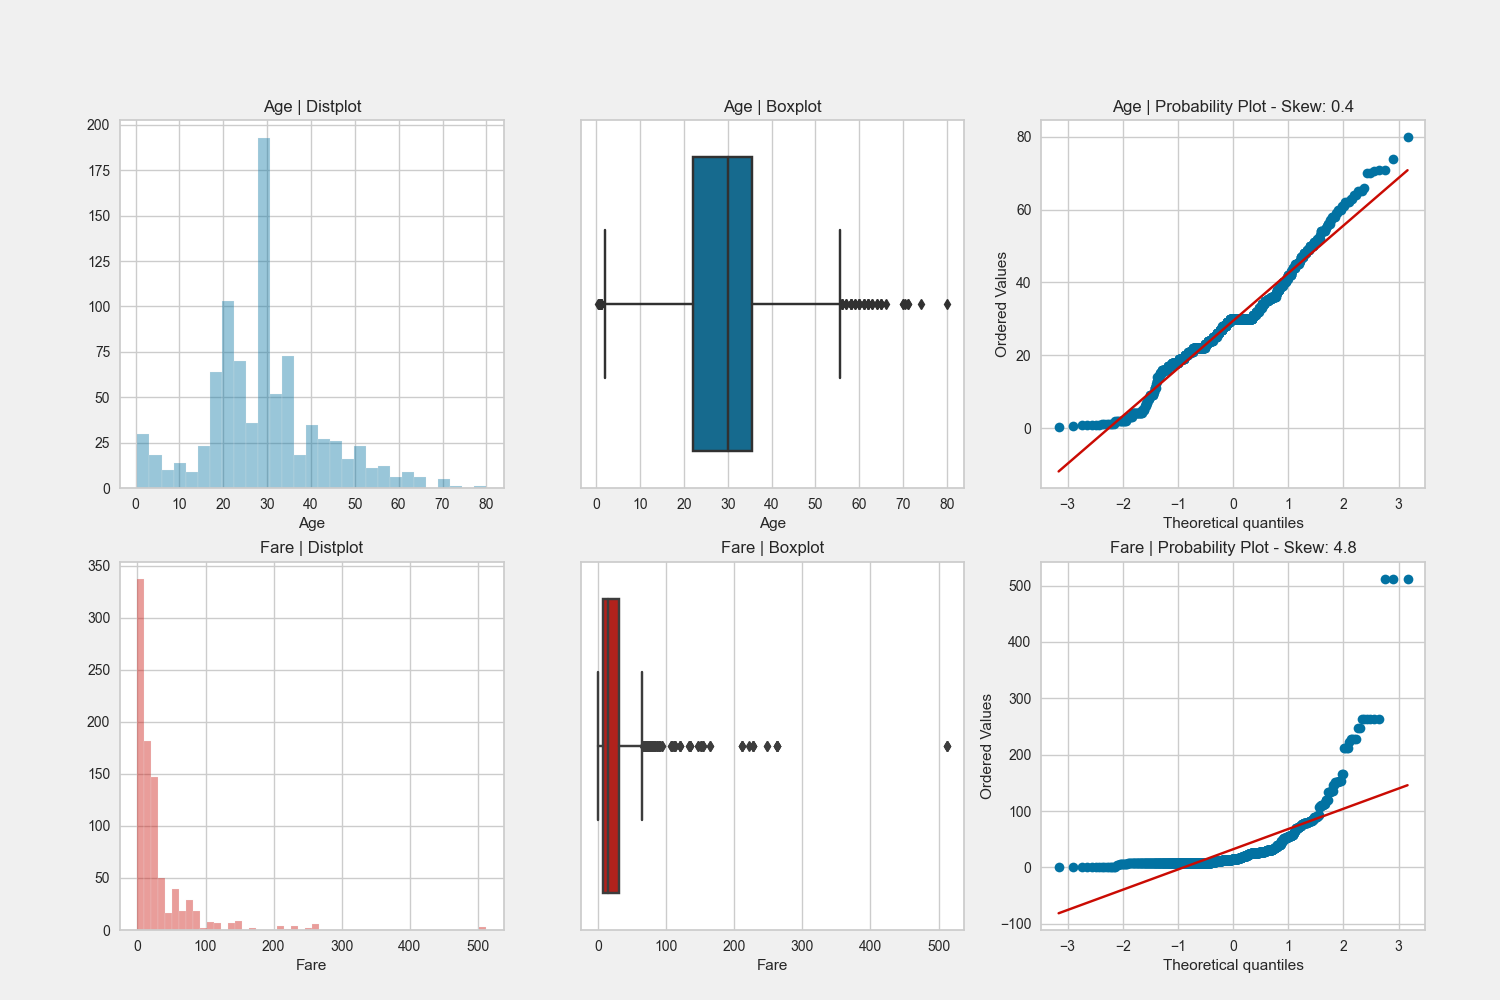 Age | Distplot
200
175
150
125
100
75
50
25
0
0 10 20 30 40 50 60 70 80
Age
Age | Boxplot
0 10 20 30 40 50 60 70 80
Age
Age | Probability Plot - Skew: 0.4
Ordered Values
80
60
40
20
0
−3 −2 −1 0 1 2 3
Theoretical quantiles
Fare | Distplot
350
300
250
200
150
100
50
0
0 100 200 300 400 500
Fare
Fare | Boxplot
0 100 200 300 400 500
Fare
Fare | Probability Plot - Skew: 4.8
Ordered Values
500
400
300
200
100
0
−100
−3 −2 −1 0 1 2 3
Theoretical quantiles